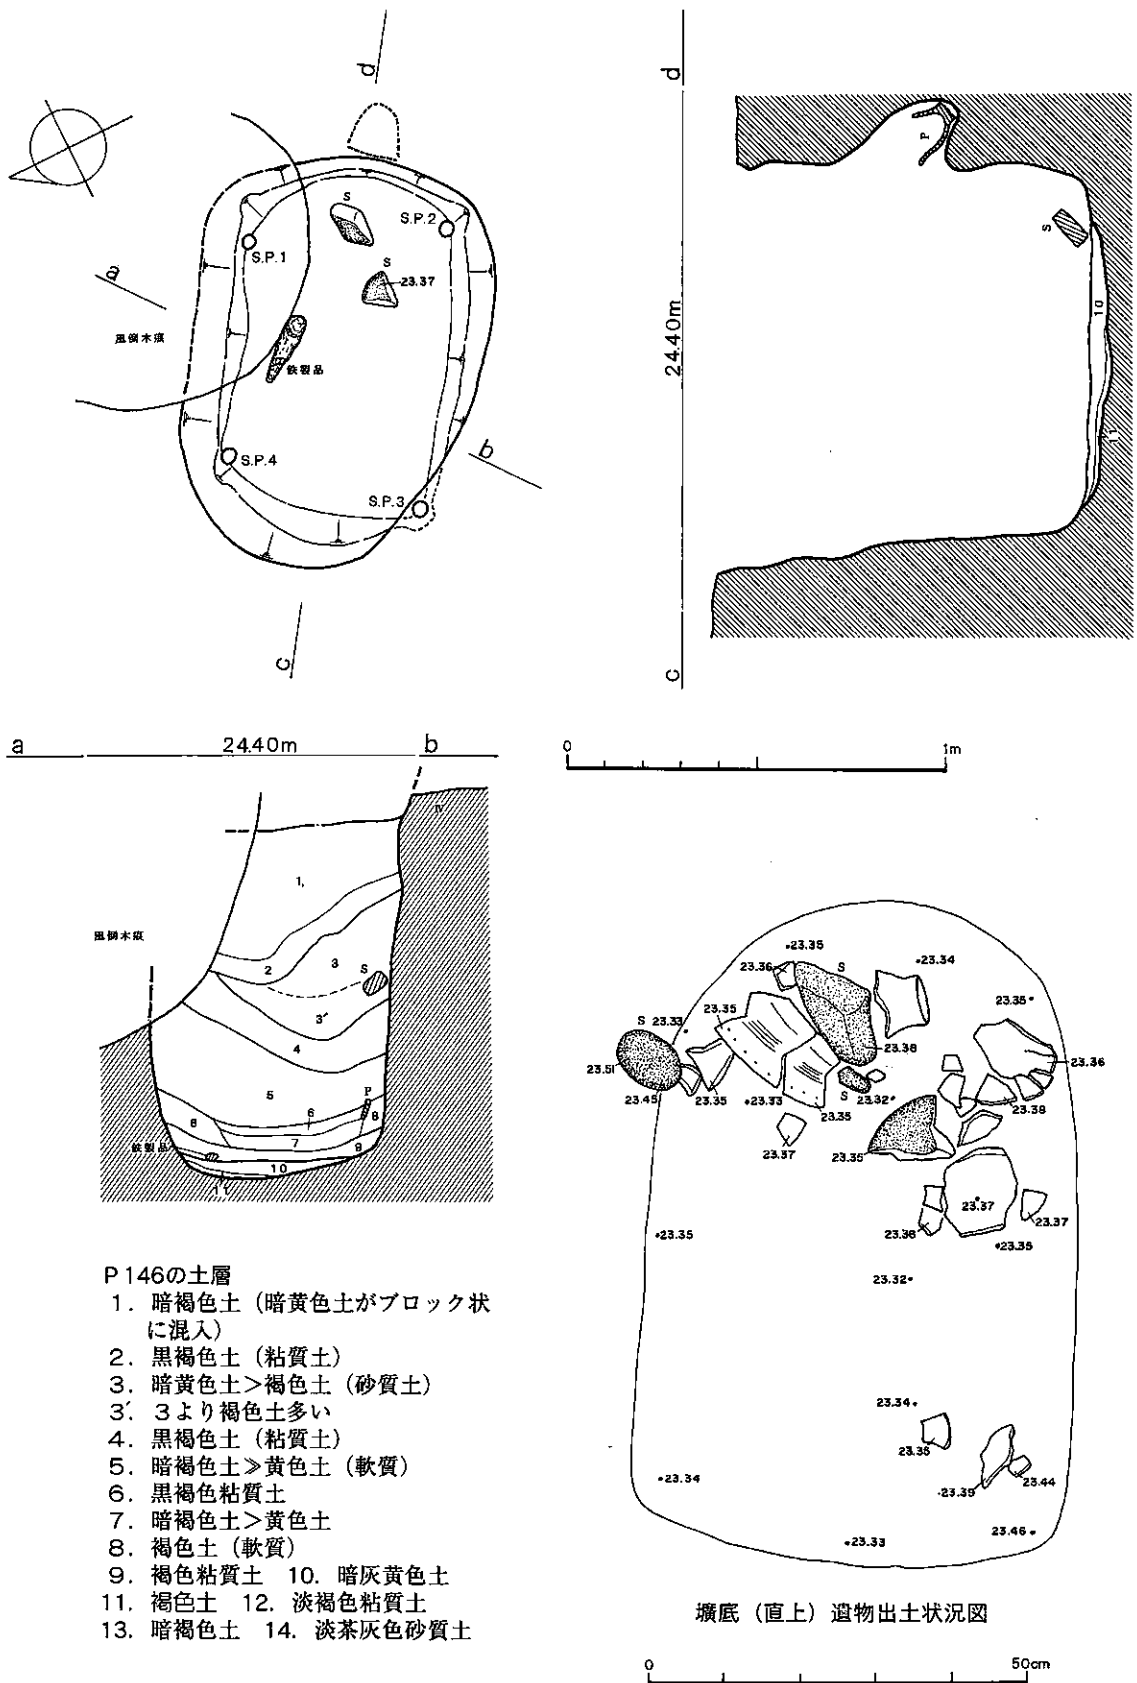 d
S
S.P.2
S.P.1
S
23.37
a
風倒木痕
鉄製品
b
S.P.4
S.P.3
c
d
P
S
10
24.40m
11
c
a
24.40m
b
IV
1.
風倒木痕
2
3
S
3´
4
5
P
6
8
8
7
鉄製品
9
10
11
0
1m
23.35
23.36
S
23.34
23.35
23.35
S
23.33
23.38
23.36
23.51
23.45
23.35
23.33
23.35
S
23.32
23.38
23.37
23.35
23.37
23.36
23.37
23.35
23.35
23.32
23.34
23.35
23.44
23.39
23.34
23.33
23.46
P146の土層
1. 暗褐色土(暗黄色土がブロック状
に混入)
2. 黒褐色土(粘質土)
3. 暗黄色土>褐色土(砂質土)
3´. 3より褐色土多い
4. 黒褐色土(粘質土)
5. 暗褐色土≫黄色土(軟質)
6. 黒褐色粘質土
7. 暗褐色土>黄色土
8. 褐色土(軟質)
9. 褐色粘質土 10. 暗灰黄色土
11. 褐色土 12. 淡褐色粘質土
13. 暗褐色土 14. 淡茶灰色砂質土
壙底(直上)遺物出土状況図
0
50cm